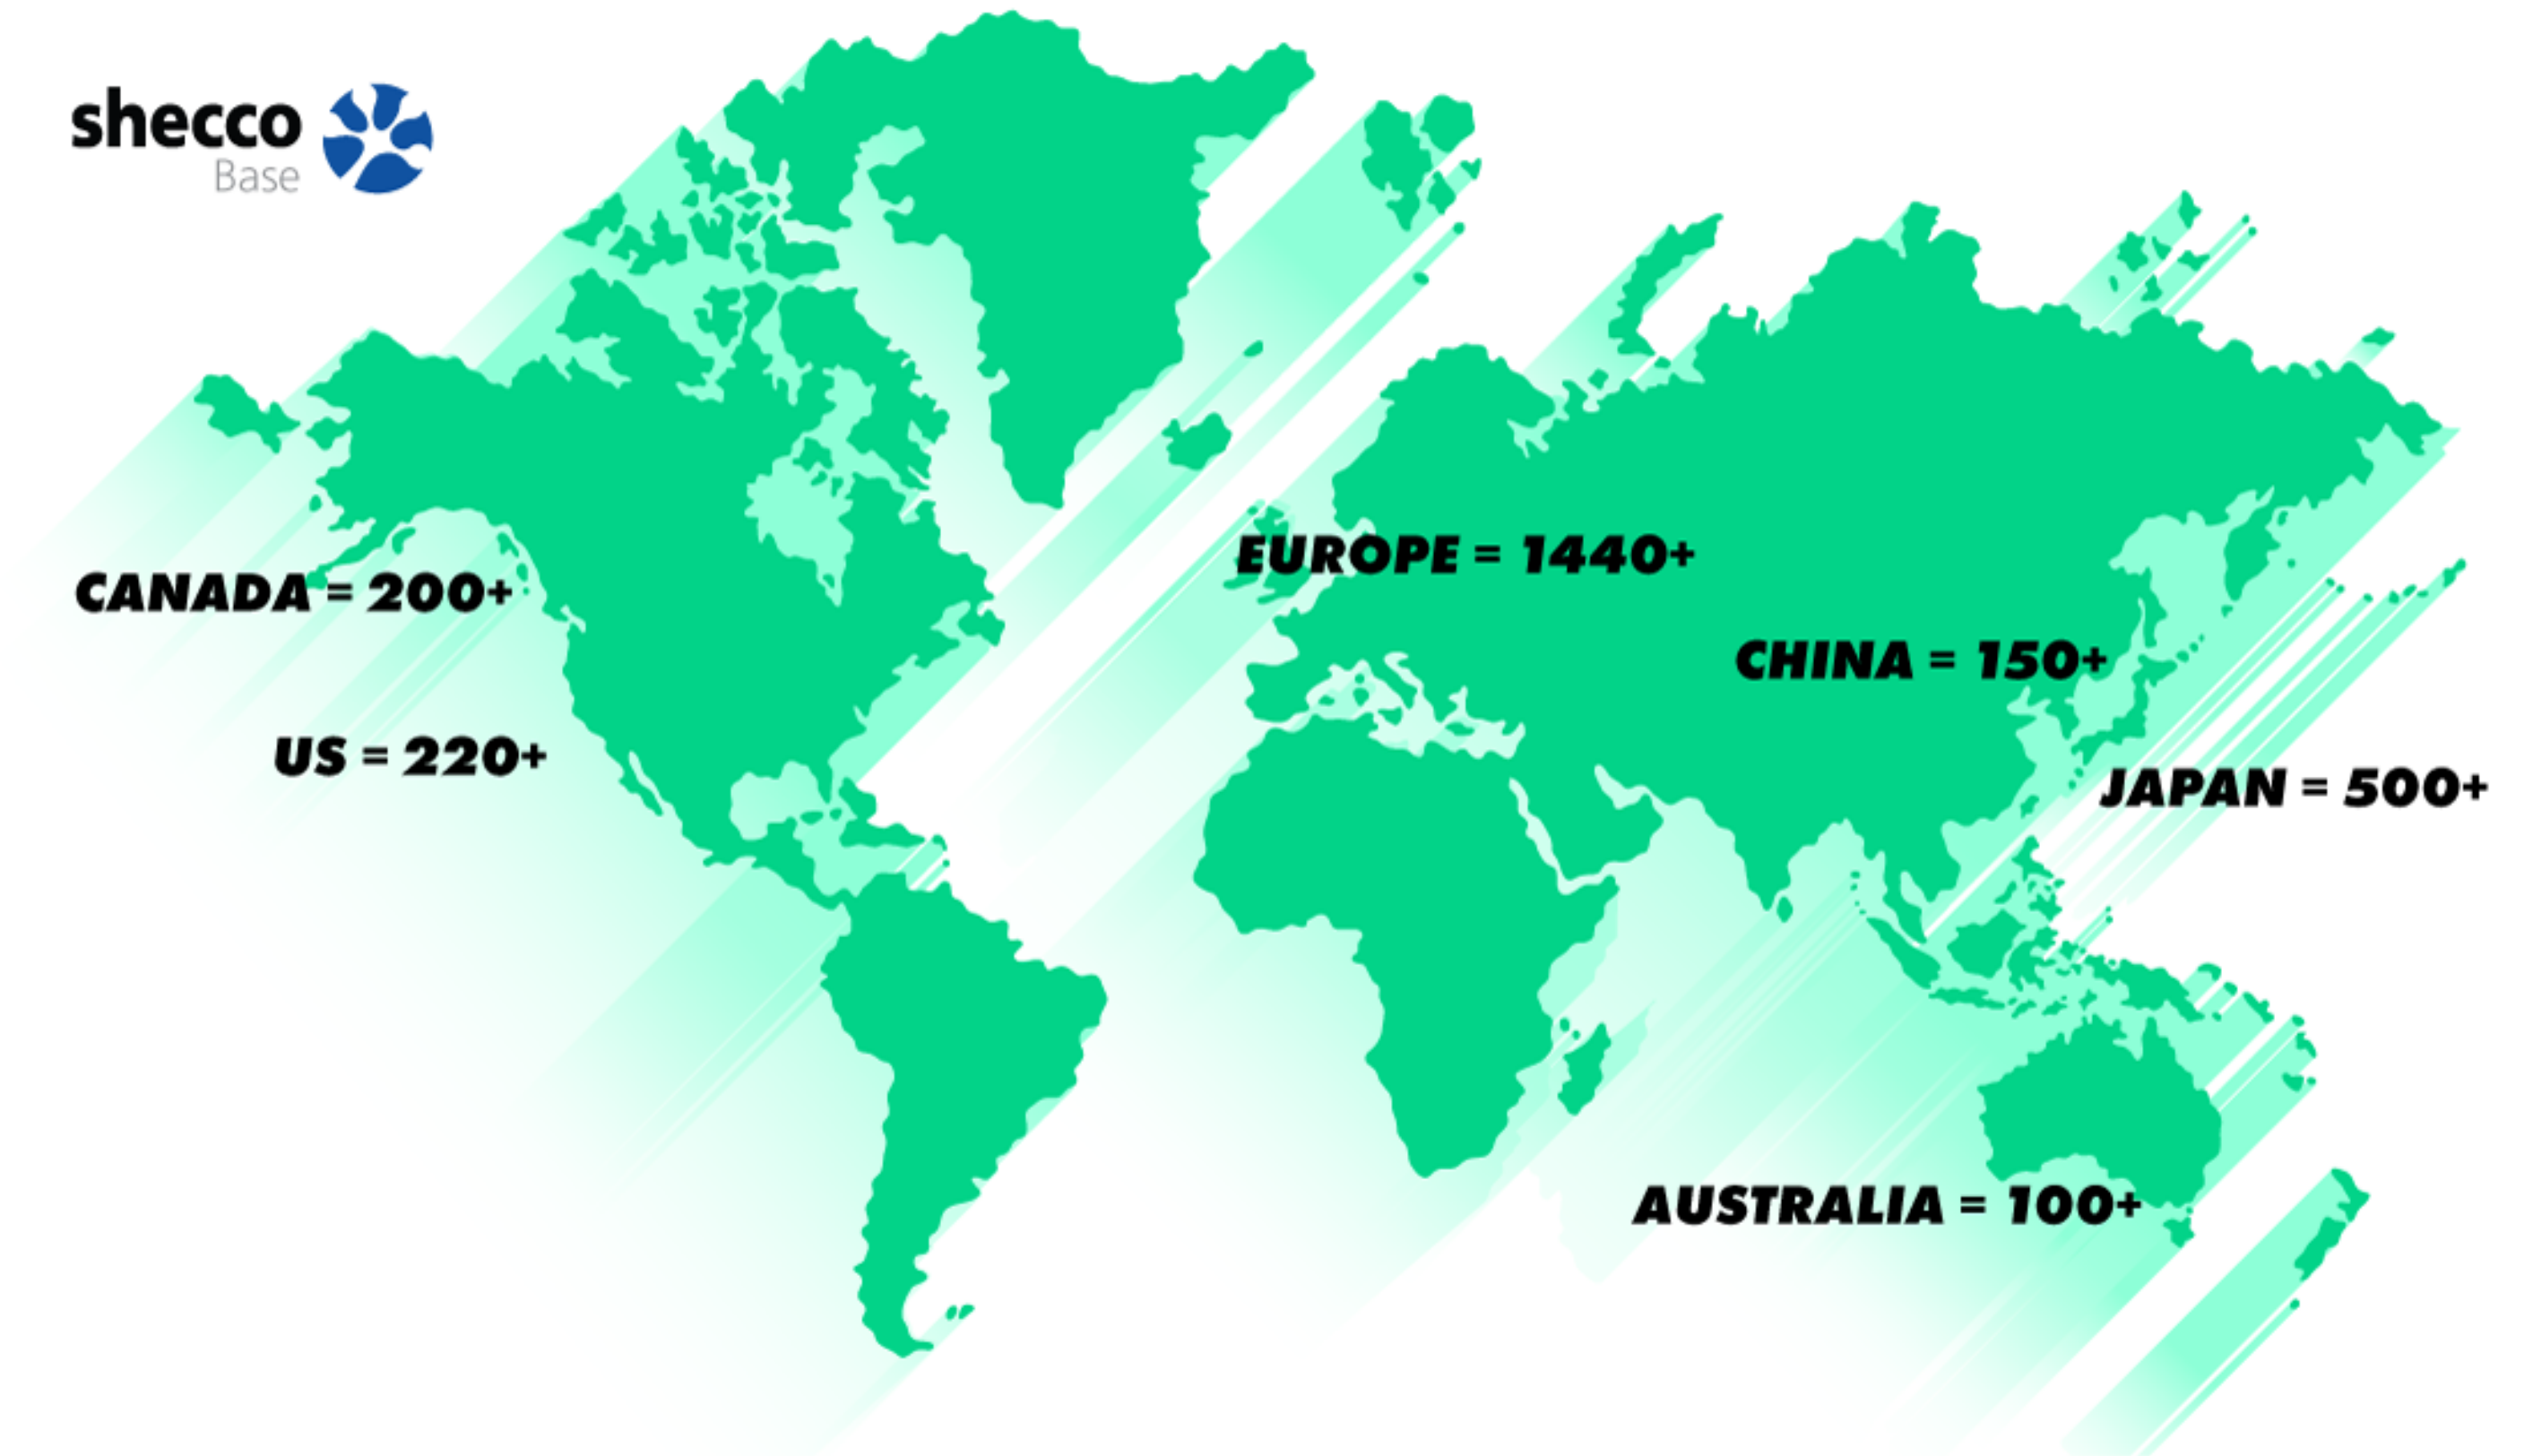 shecco
Base
EUROPE = 1440+
CANADA = 200+
CHINA = 150+
US = 220+
JAPAN = 500+
AUSTRALIA = 100+